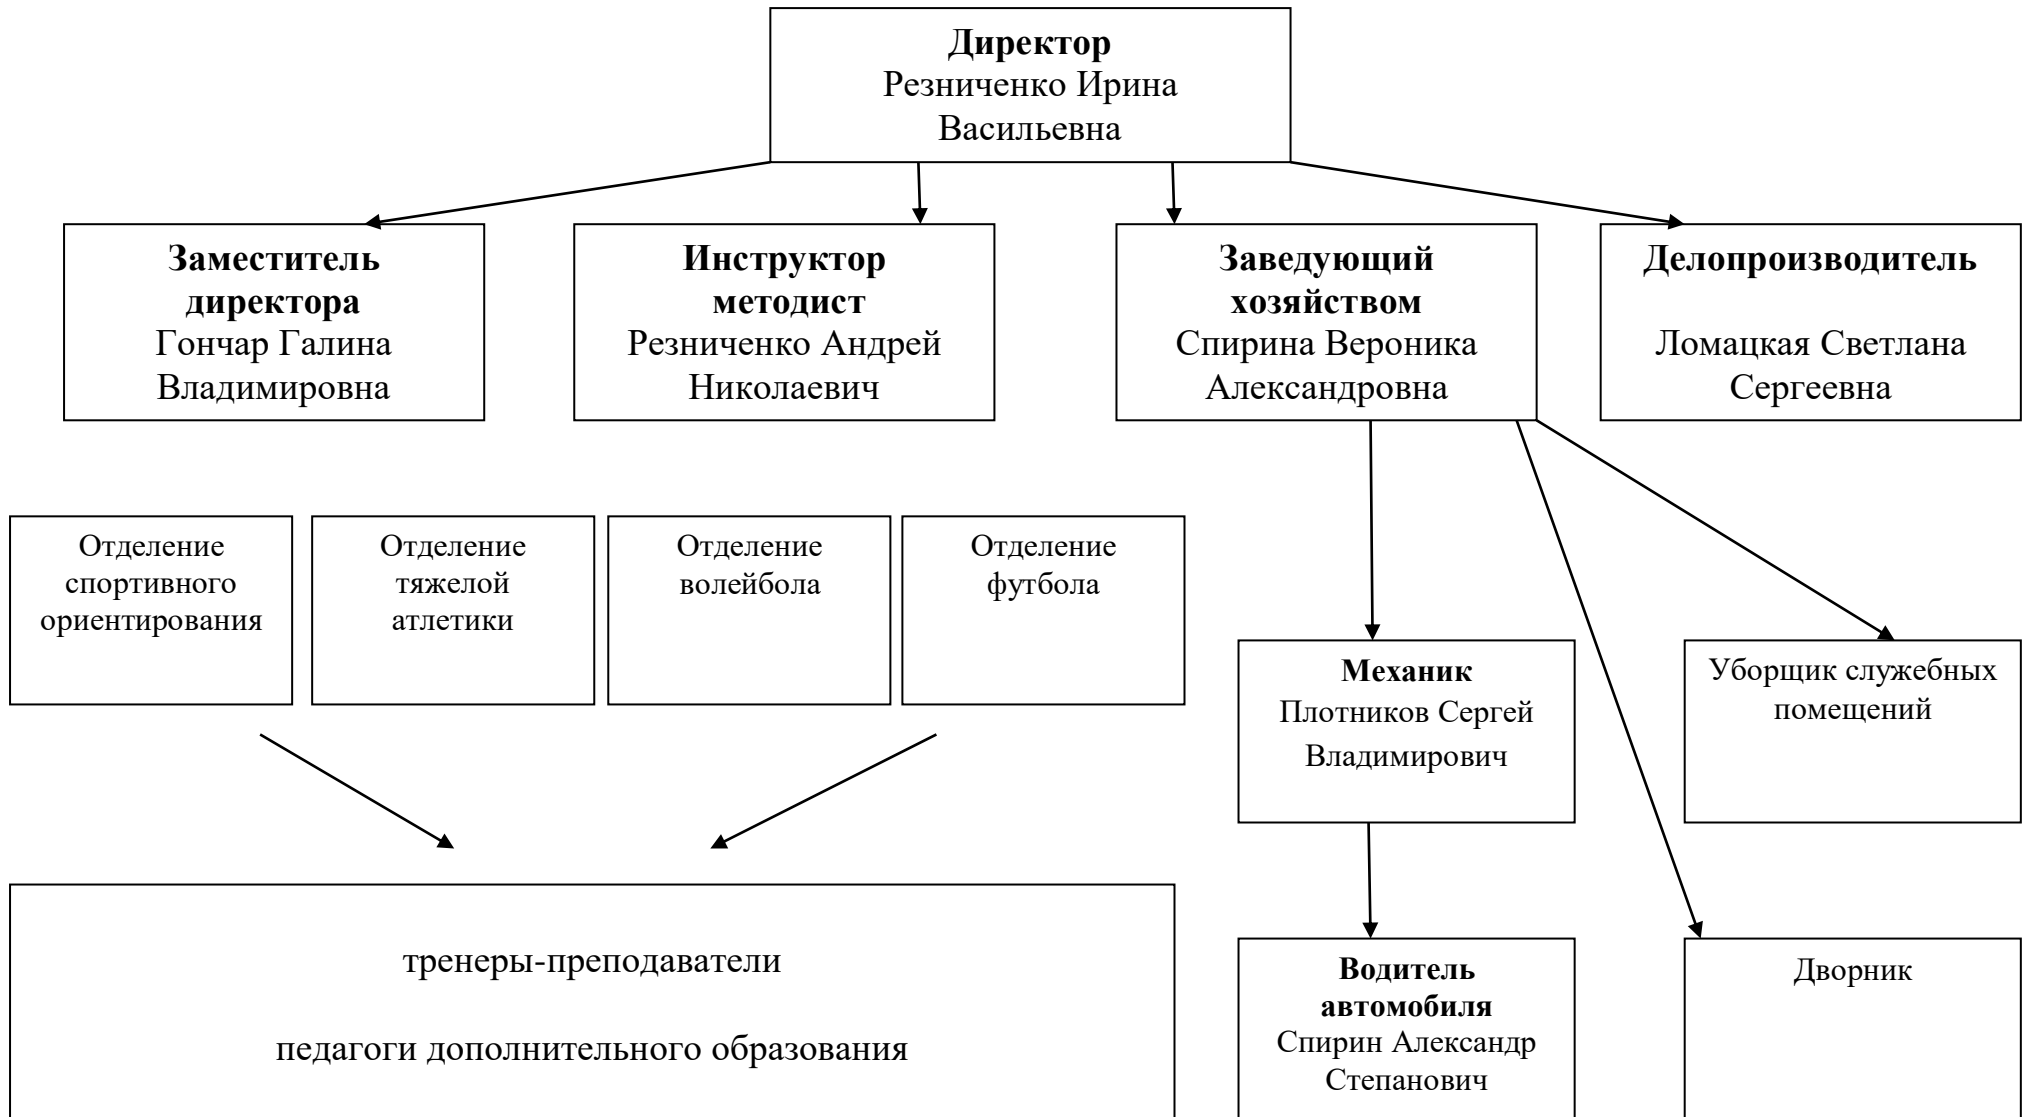 Директор
Резниченко Ирина
Васильевна
Заместитель
директора
Гончар Галина
Владимировна
Инструктор
методист
Резниченко Андрей
Николаевич
Заведующий
хозяйством
Спирина Вероника
Александровна
Делопроизводитель
Ломацкая Светлана
Сергеевна
Отделение
спортивного
ориентирования
Отделение
тяжелой
атлетики
Отделение
волейбола
Отделение
футбола
Механик
Плотников Сергей
Владимирович
Уборщик служебных
помещений
тренеры-преподаватели
педагоги дополнительного образования
Водитель
автомобиля
Спирин Александр
Степанович
Дворник